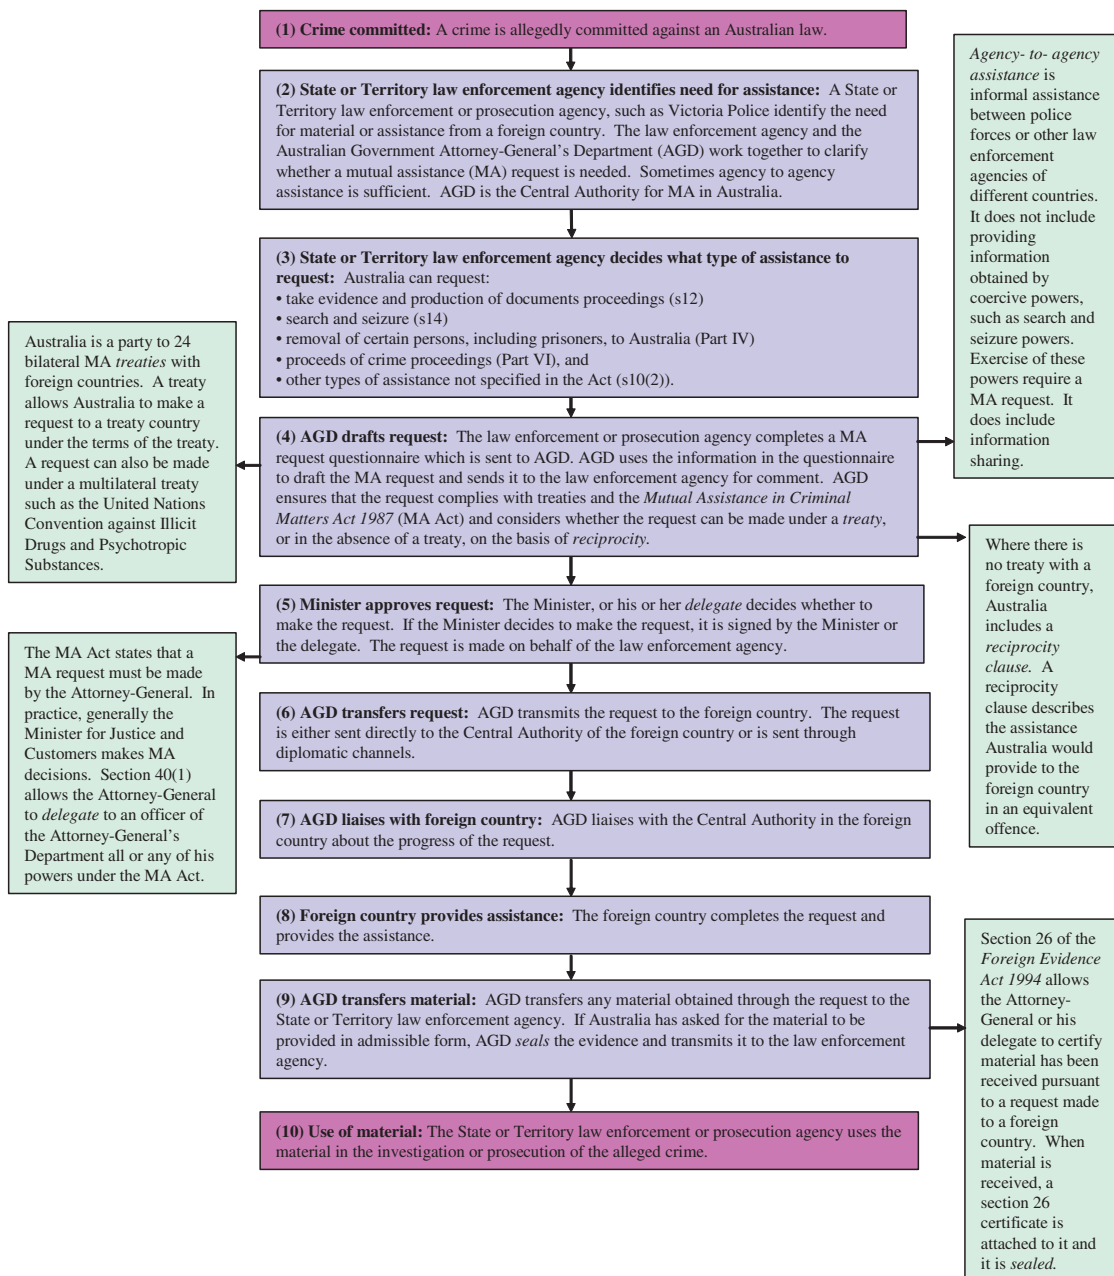 (1) Crime committed: A crime is allegedly committed against an Australian law.
(2) State or Territory law enforcement agency identifies need for assistance: A State or
Territory law enforcement or prosecution agency, such as Victoria Police identify the need
for material or assistance from a foreign country. The law enforcement agency and the
Australian Government Attorney-General's Department (AGD) work together to clarify
whether a mutual assistance (MA) request is needed. Sometimes agency to agency
assistance is sufficient. AGD is the Central Authority for MA in Australia.
Agency- to- agency
assistance is
informal assistance
between police
forces or other law
enforcement
agencies of
different countries.
It does not include
providing
information
obtained by
coercive powers,
such as search and
seizure powers.
Exercise of these
powers require a
MA request. It
does include
information
sharing.
(3) State or Territory law enforcement agency decides what type of assistance to
request: Australia can request:
• take evidence and production of documents proceedings (s12)
• search and seizure (s14)
• removal of certain persons, including prisoners, to Australia (Part IV)
• proceeds of crime proceedings (Part VI), and
• other types of assistance not specified in the Act (s10(2)).
Australia is a party to 24
bilateral MA treaties with
foreign countries. A treaty
allows Australia to make a
request to a treaty country
under the terms of the treaty.
A request can also be made
under a multilateral treaty
such as the United Nations
Convention against Illicit
Drugs and Psychotropic
Substances.
(4) AGD drafts request: The law enforcement or prosecution agency completes a MA
request questionnaire which is sent to AGD. AGD uses the information in the questionnaire
to draft the MA request and sends it to the law enforcement agency for comment. AGD
ensures that the request complies with treaties and the Mutual Assistance in Criminal
Matters Act 1987 (MA Act) and considers whether the request can be made under a treaty,
or in the absence of a treaty, on the basis of reciprocity.
Where there is
no treaty with a
foreign country,
Australia
includes a
reciprocity
clause. A
reciprocity
clause describes
the assistance
Australia would
provide to the
foreign country
in an equivalent
offence.
(5) Minister approves request: The Minister, or his or her delegate decides whether to
make the request. If the Minister decides to make the request, it is signed by the Minister or
the delegate. The request is made on behalf of the law enforcement agency.
The MA Act states that a
MA request must be made
by the Attorney-General. In
practice, generally the
Minister for Justice and
Customers makes MA
decisions. Section 40(1)
allows the Attorney-General
to delegate to an officer of
the Attorney-General's
Department all or any of his
powers under the MA Act.
(6) AGD transfers request: AGD transmits the request to the foreign country. The request
is either sent directly to the Central Authority of the foreign country or is sent through
diplomatic channels.
(7) AGD liaises with foreign country: AGD liaises with the Central Authority in the foreign
country about the progress of the request.
(8) Foreign country provides assistance: The foreign country completes the request and
provides the assistance.
(9) AGD transfers material: AGD transfers any material obtained through the request to the
State or Territory law enforcement agency. If Australia has asked for the material to be
provided in admissible form, AGD seals the evidence and transmits it to the law enforcement
agency.
Section 26 of the
Foreign Evidence
Act 1994 allows
the Attorney-
General or his
delegate to certify
material has been
received pursuant
to a request made
to a foreign
country. When
material is
received, a
section 26
certificate is
attached to it and
it is sealed.
(10) Use of material: The State or Territory law enforcement or prosecution agency uses the
material in the investigation or prosecution of the alleged crime.